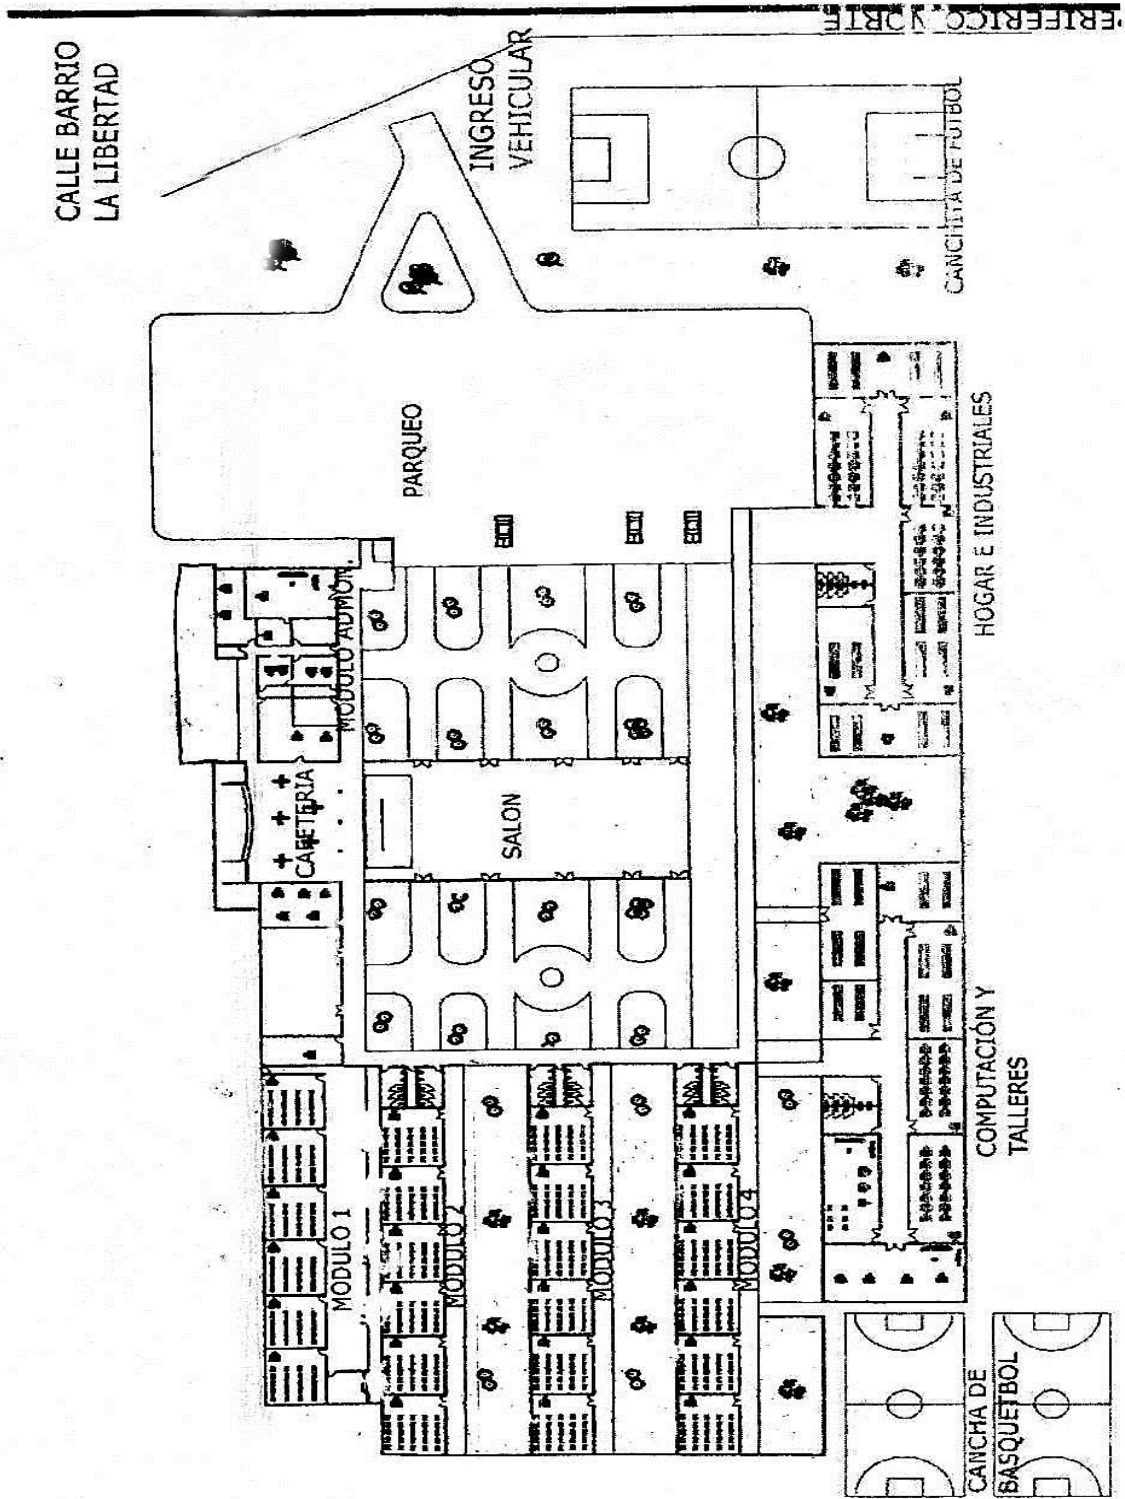 PERIFERICO NORTE
CALLE BARRIO
LA LIBERTAD
INGRESO
VEHICULAR
CANCHITA DE FUTBOL
PARQUEO
HOGAR E INDUSTRIALES
MODULO ADMON.
CAFETERIA
SALON
COMPUTACIÓN Y
TALLERES
MODULO 1
MODULO 2
MODULO 3
MODULO 4
CANCHA DE
BASQUETBOL